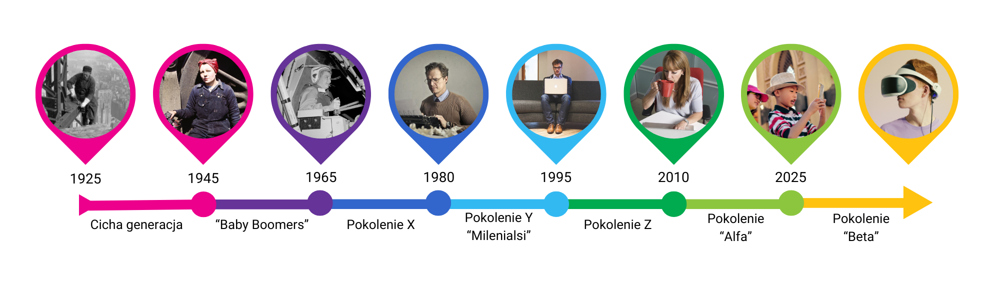 1925
1945
1965
1980
1995
2010
2025
Cicha generacja
“Baby Boomers”
Pokolenie X
Pokolenie Y
“Milenialsi”
Pokolenie Z
Pokolenie
“Alfa”
Pokolenie
“Beta”